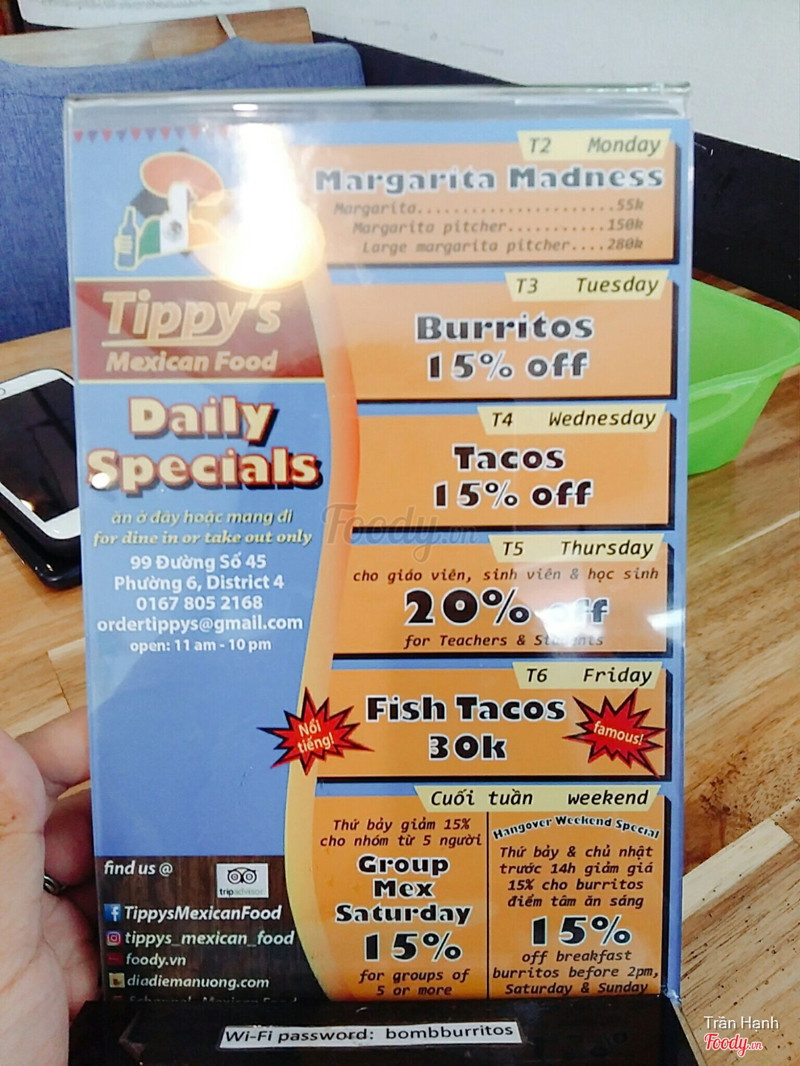 Tippy's
Mexican Food
Daily
Specials
ăn ở đây hoặc mang đi
for dine in or take out only
99 Đường Số 45
Phường 6, District 4
0167 805 2168
ordertippys@gmail.com
open: 11 am - 10 pm
find us @
tripadvisor
TippysMexicanFood
tippys_mexican_food
foody.vn
diadiemanuong.com
Mexican Food
T2 Monday
Margarita Madness
Margarita......................55k
Margarita pitcher...........150k
Large margarita pitcher....280k
T3 Tuesday
Burritos
15% off
T4 Wednesday
Tacos
15% off
T5 Thursday
cho giáo viên, sinh viên & học sinh
20% off
for Teachers & Students
T6 Friday
Nổi
tiếng!
Fish Tacos
30k
famous!
Cuối tuần weekend
Thứ bảy giảm 15%
cho nhóm từ 5 người
Group
Mex
Saturday
15%
for groups of
5 or more
Hangover Weekend Special
Thứ bảy & chủ nhật
trước 14h giảm giá
15% cho burritos
điểm tâm ăn sáng
15%
off breakfast
burritos before 2pm,
Saturday & Sunday
Wi-Fi password: bombburritos
Foody.vn
Trần Hạnh
Foody.vn